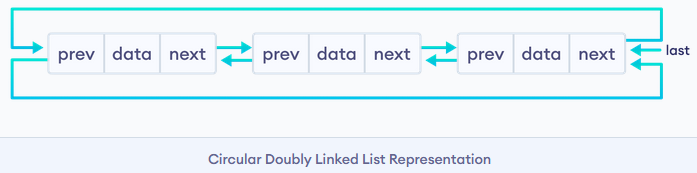 prev data next prev data next prev data next last
Circular Doubly Linked List Representation